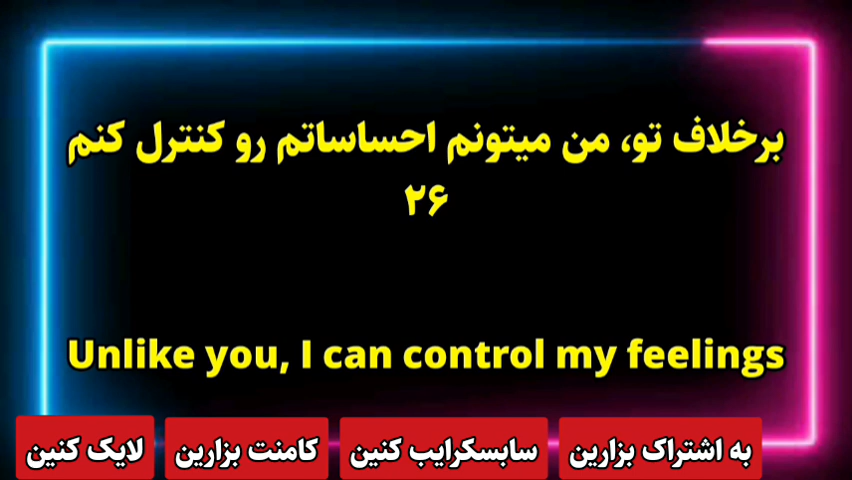 برخلاف تو، من میتونم احساساتم رو کنترل کنم
۲۶
Unlike you, I can control my feelings
به اشتراک بزارین سابسکرایب کنین کامنت بزارین لایک کنین